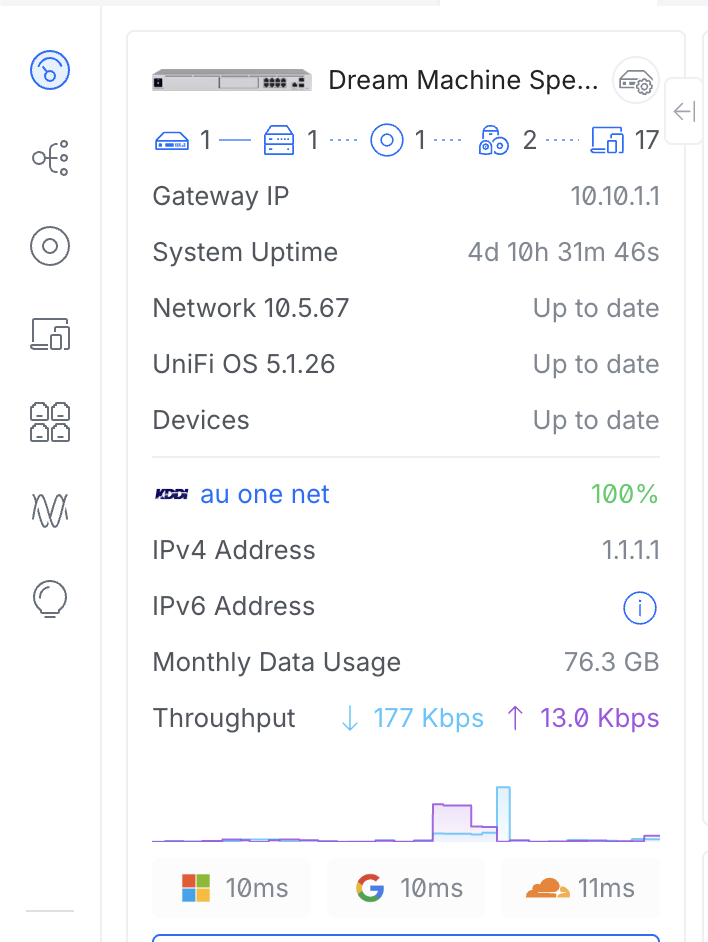 Dream Machine Spe...
1 1 1 2 17
Gateway IP 10.10.1.1
System Uptime 4d 10h 31m 46s
Network 10.5.67 Up to date
UniFi OS 5.1.26 Up to date
Devices Up to date
KDDI au one net 100%
IPv4 Address 1.1.1.1
IPv6 Address
Monthly Data Usage 76.3 GB
Throughput ↓ 177 Kbps ↑ 13.0 Kbps
10ms 10ms 11ms